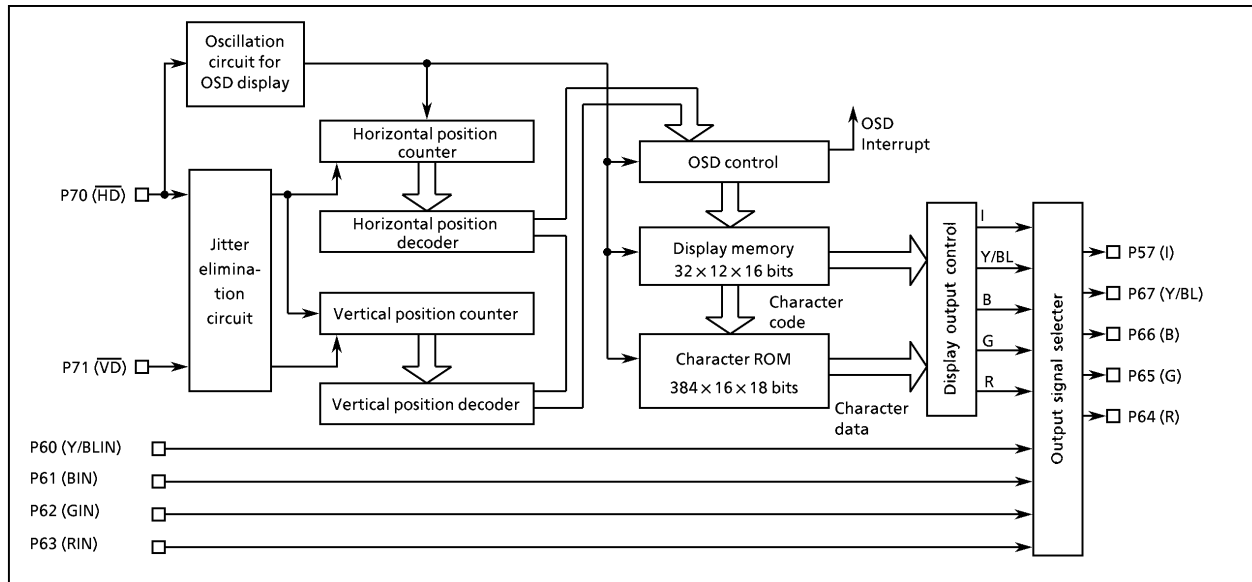 Oscillation
circuit for
OSD display
Horizontal position
counter
OSD control
OSD
Interrupt
P70 (H̅D̅)
Jitter
elimina-
tion
circuit
Horizontal position
decoder
Display memory
32 × 12 × 16 bits
Character
code
Vertical position counter
P71 (V̅D̅)
Character ROM
384 × 16 × 18 bits
Character
data
Vertical position decoder
Display output control
I
Y/BL
B
G
R
Output signal selecter
P57 (I)
P67 (Y/BL)
P66 (B)
P65 (G)
P64 (R)
P60 (Y/BLIN)
P61 (BIN)
P62 (GIN)
P63 (RIN)